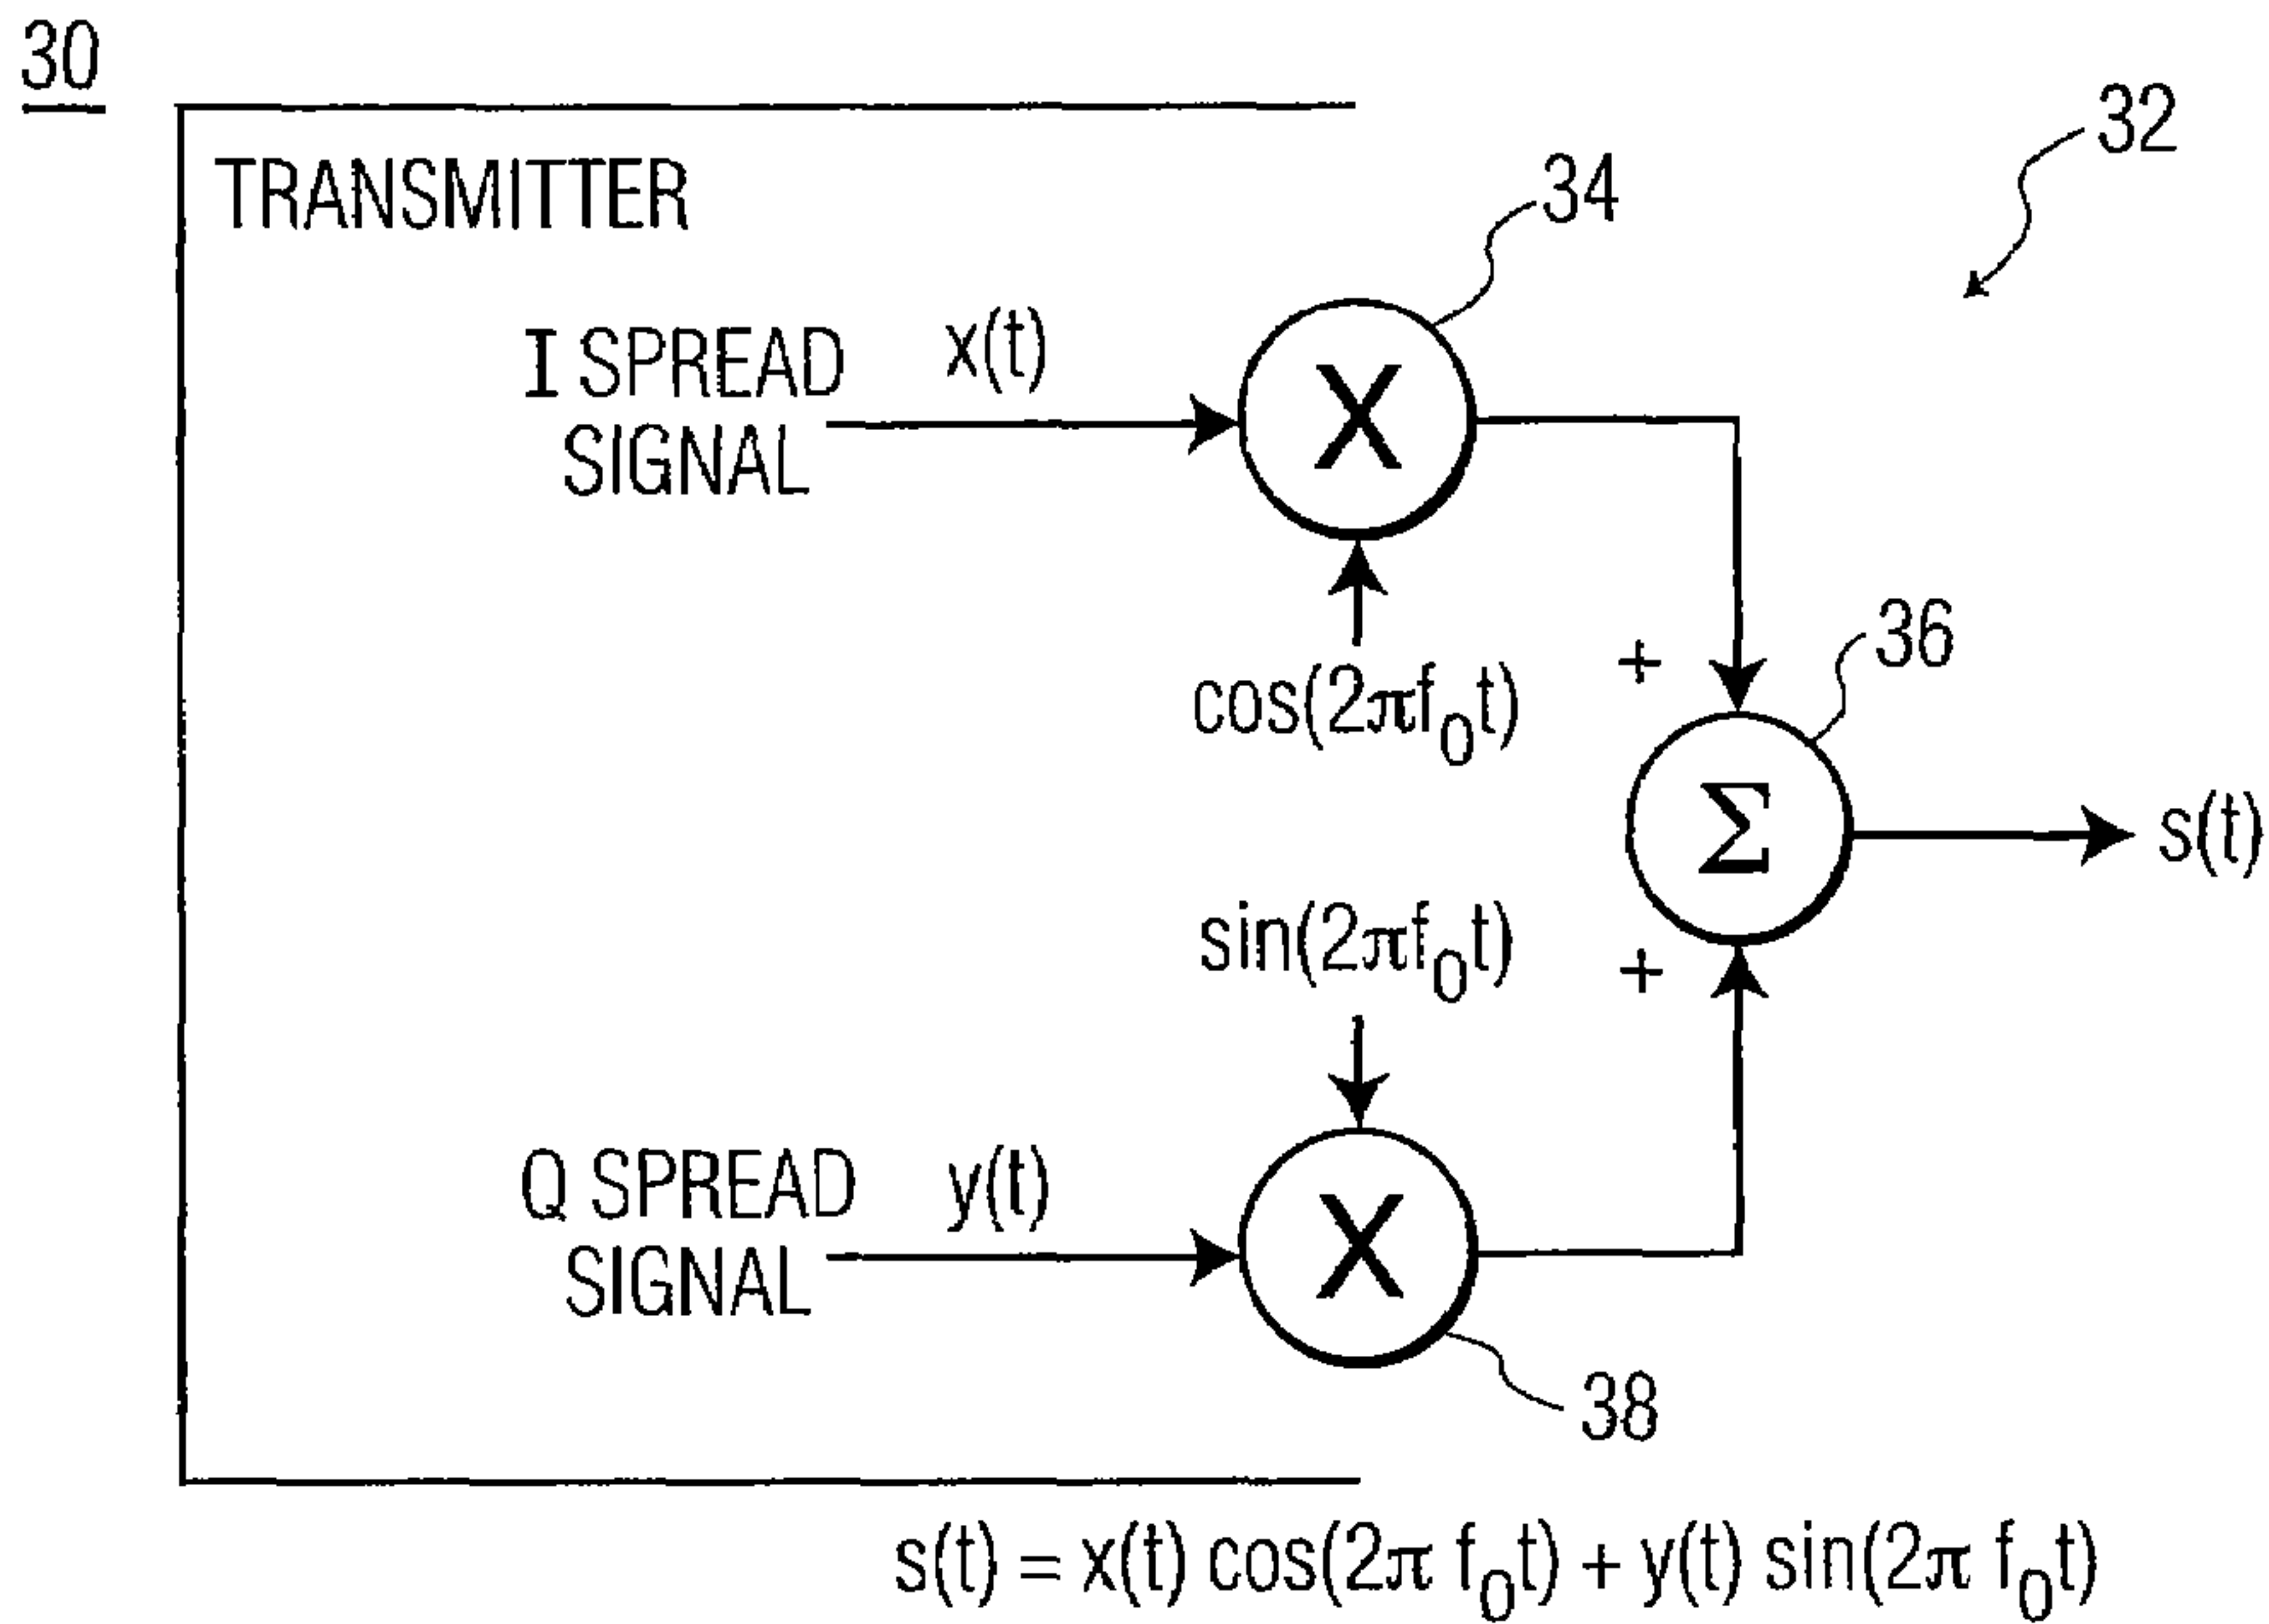 30
TRANSMITTER
32
34
I SPREAD
SIGNAL
x(t)
X
cos(2πf₀t)
+
36
Σ
s(t)
sin(2πf₀t)
+
Q SPREAD
SIGNAL
y(t)
X
38
s(t) = x(t) cos(2π f₀t) + y(t) sin(2π f₀t)